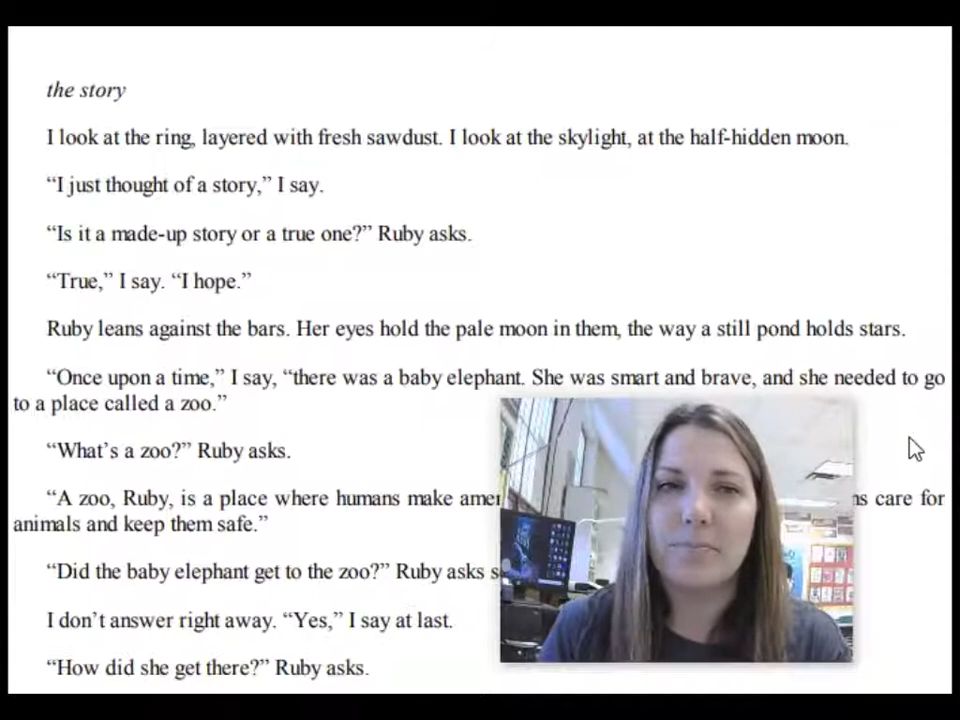 the story
I look at the ring, layered with fresh sawdust. I look at the skylight, at the half-hidden moon.
“I just thought of a story,” I say.
“Is it a made-up story or a true one?” Ruby asks.
“True,” I say. “I hope.”
Ruby leans against the bars. Her eyes hold the pale moon in them, the way a still pond holds stars.
“Once upon a time,” I say, “there was a baby elephant. She was smart and brave, and she needed to go
to a place called a zoo.”
“What’s a zoo?” Ruby asks.
“A zoo, Ruby, is a place where humans make care for
animals and keep them safe.”
“Did the baby elephant get to the zoo?” Ruby asks
I don’t answer right away. “Yes,” I say at last.
“How did she get there?” Ruby asks.